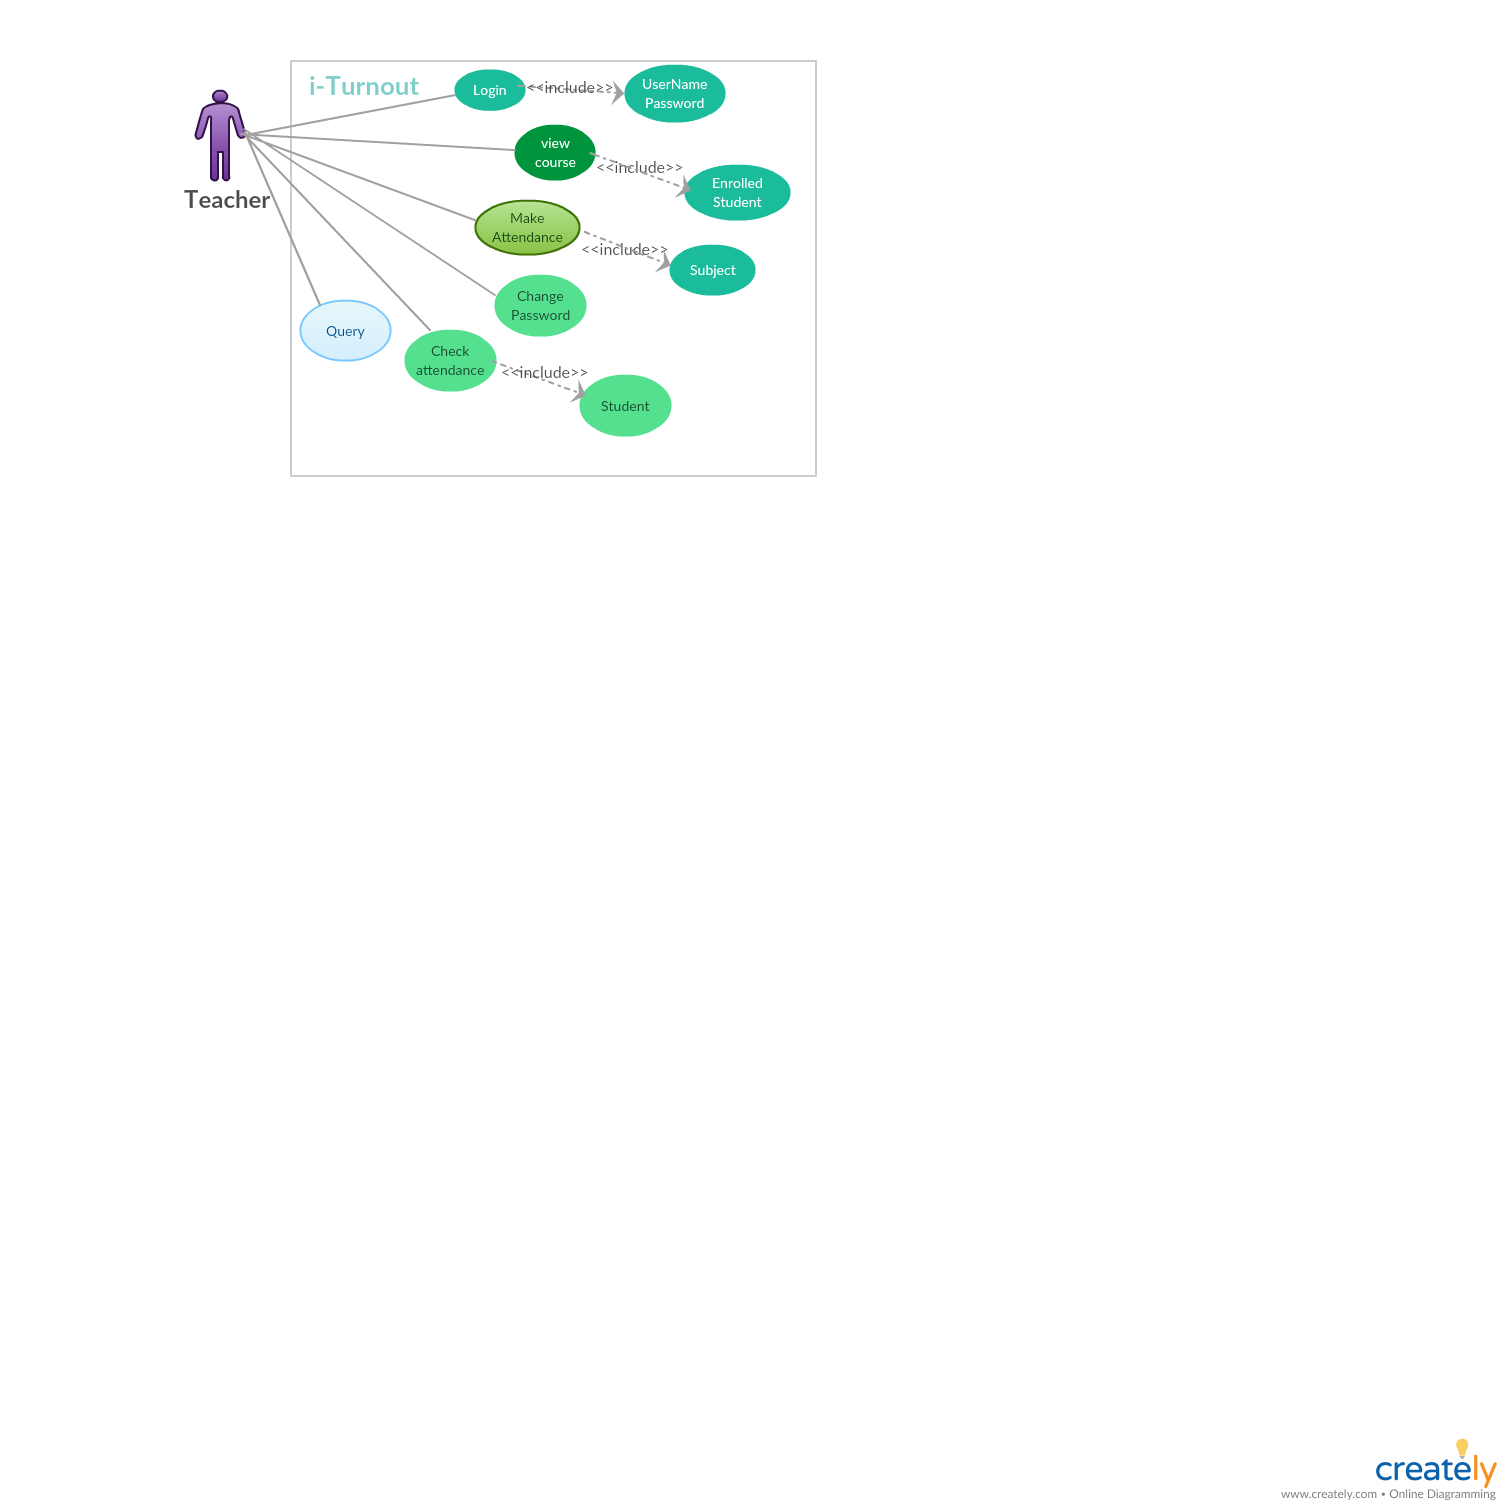 i-Turnout
Login
<<include>>
UserName
Password
view
course
<<include>>
Enrolled
Student
Teacher
Make
Attendance
<<include>>
Subject
Change
Password
Query
Check
attendance
<<include>>
Student
creately
www.creately.com • Online Diagramming